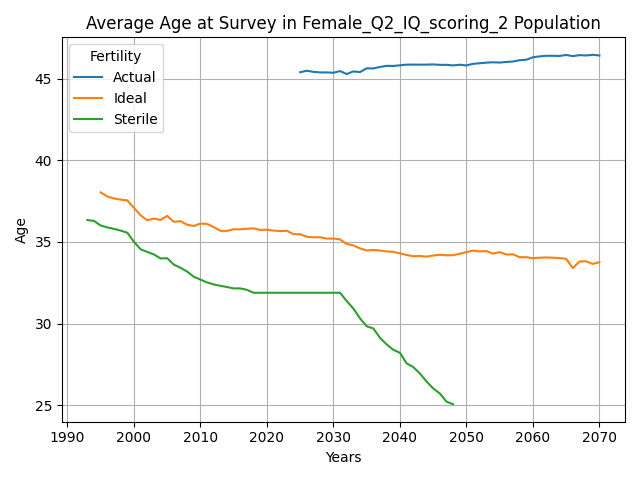 Average Age at Survey in Female_Q2_IQ_scoring_2 Population
Fertility
Actual
Ideal
Sterile
Age
45
40
35
30
25
1990 2000 2010 2020 2030 2040 2050 2060 2070
Years